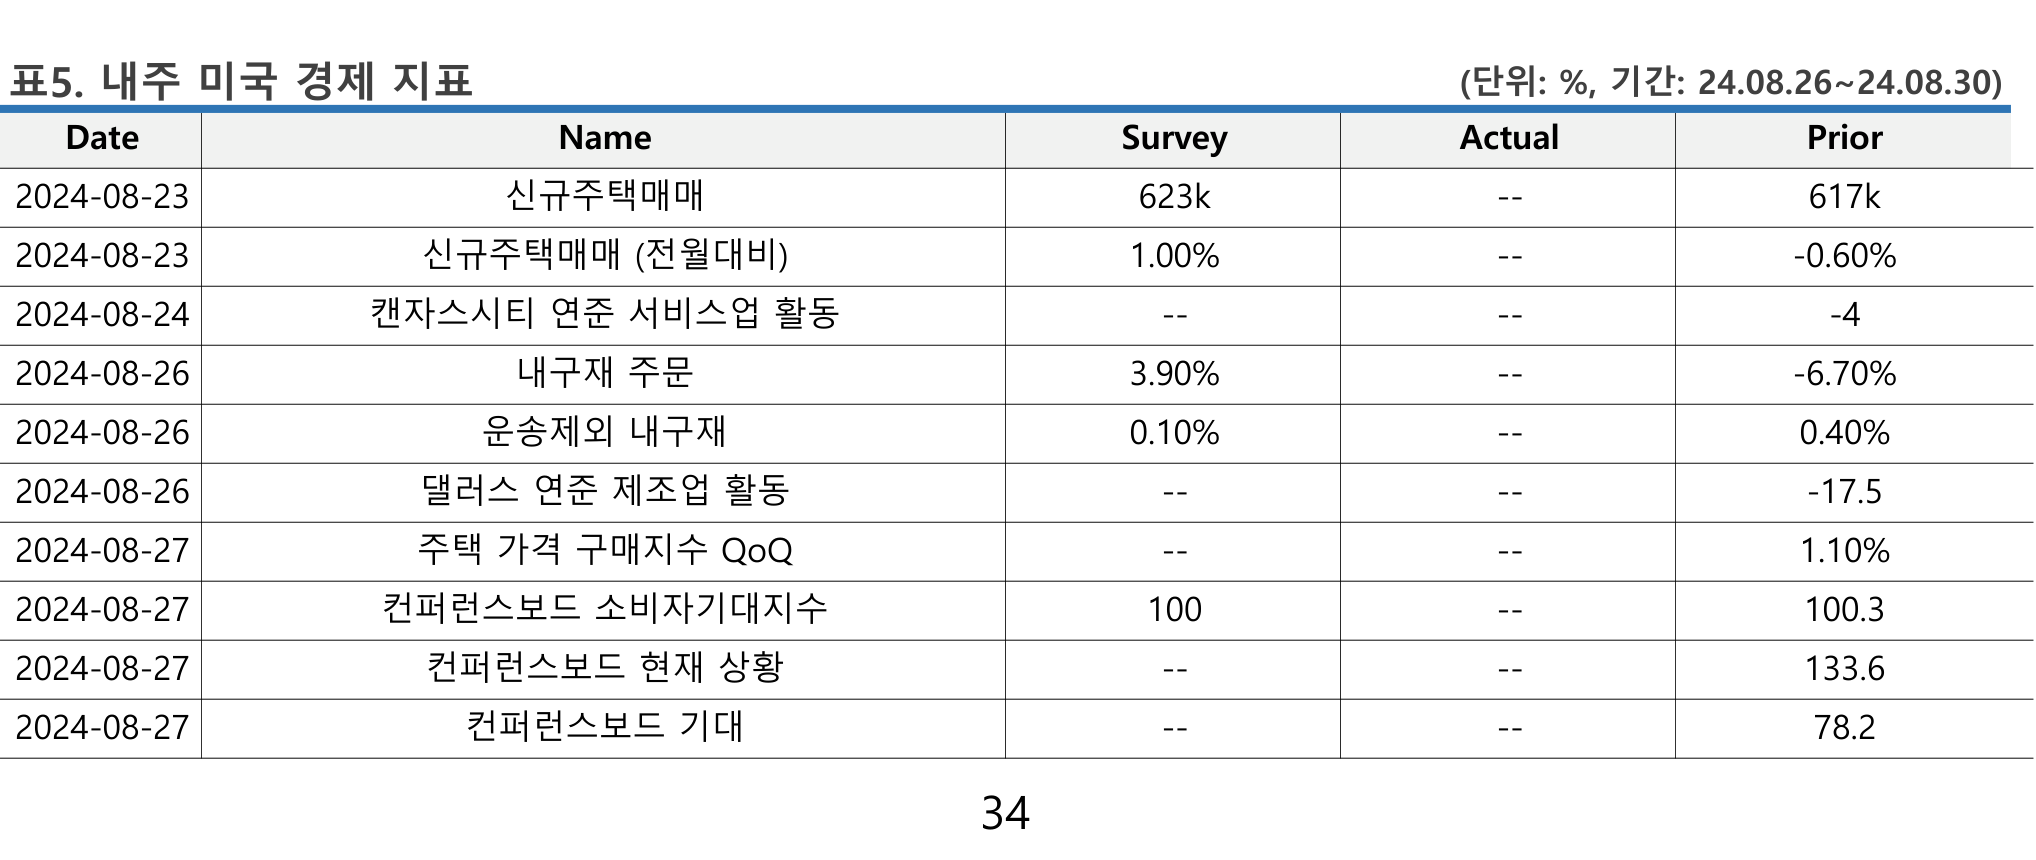 표5. 내주 미국 경제 지표 (단위: %, 기간: 24.08.26~24.08.30)
Date Name Survey Actual Prior
2024-08-23 신규주택매매 623k -- 617k
2024-08-23 신규주택매매 (전월대비) 1.00% -- -0.60%
2024-08-24 캔자스시티 연준 서비스업 활동 -- -- -4
2024-08-26 내구재 주문 3.90% -- -6.70%
2024-08-26 운송제외 내구재 0.10% -- 0.40%
2024-08-26 댈러스 연준 제조업 활동 -- -- -17.5
2024-08-27 주택 가격 구매지수 QoQ -- -- 1.10%
2024-08-27 컨퍼런스보드 소비자기대지수 100 -- 100.3
2024-08-27 컨퍼런스보드 현재 상황 -- -- 133.6
2024-08-27 컨퍼런스보드 기대 -- -- 78.2
34